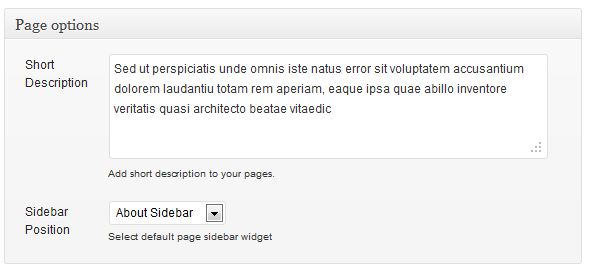 Page options
Short
Description
Sed ut perspiciatis unde omnis iste natus error sit voluptatem accusantium
dolorem laudantiu totam rem aperiam, eaque ipsa quae abillo inventore
veritatis quasi architecto beatae vitaedic
Add short description to your pages.
Sidebar
Position
About Sidebar
Select default page sidebar widget